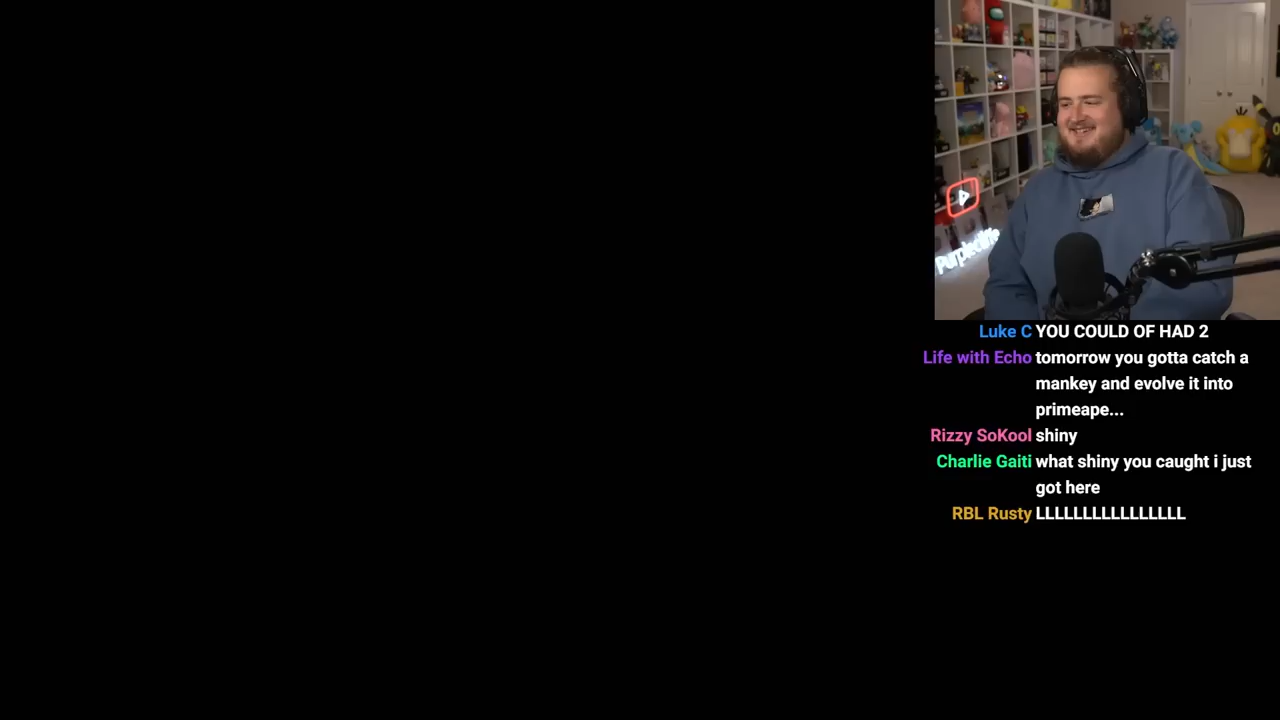 Purplecliffe
Luke C YOU COULD OF HAD 2
Life with Echo tomorrow you gotta catch a
mankey and evolve it into
primeape...
Rizzy SoKool shiny
Charlie Gaiti what shiny you caught i just
got here
RBL Rusty LLLLLLLLLLLLLLLL